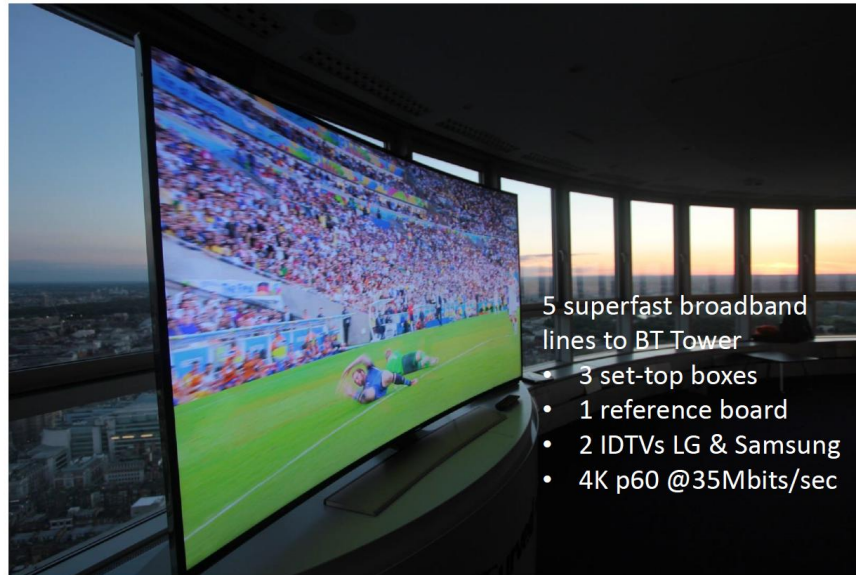 5 superfast broadband
lines to BT Tower
• 3 set-top boxes
• 1 reference board
• 2 IDTVs LG & Samsung
• 4K p60 @35Mbits/sec